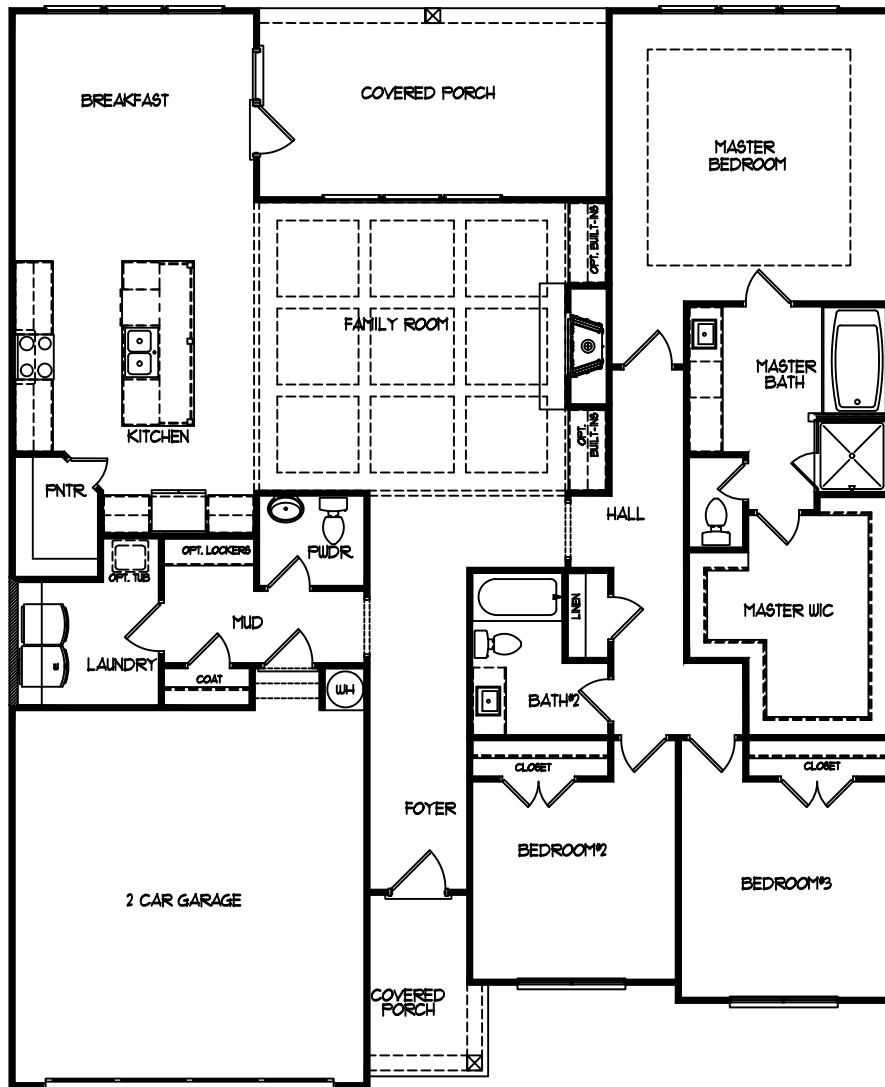 BREAKFAST
COVERED PORCH
MASTER
BEDROOM
OPT. BUILT-INS
FAMILY ROOM
MASTER
BATH
KITCHEN
OPT.
BUILT-INS
PNTR
HALL
OPT. LOCKERS
PWDR
OPT. TUB
LINEN
MASTER WIC
MUD
LAUNDRY
COAT
WH
BATH#2
CLOSET
CLOSET
FOYER
BEDROOM#2
BEDROOM#3
2 CAR GARAGE
COVERED
PORCH